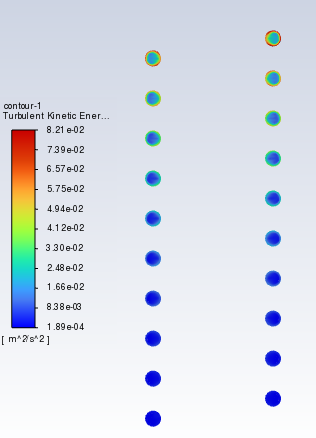 contour-1
Turbulent Kinetic Ener...
8.21e-02
7.39e-02
6.57e-02
5.75e-02
4.94e-02
4.12e-02
3.30e-02
2.48e-02
1.66e-02
8.38e-03
1.89e-04
[ m^2/s^2 ]